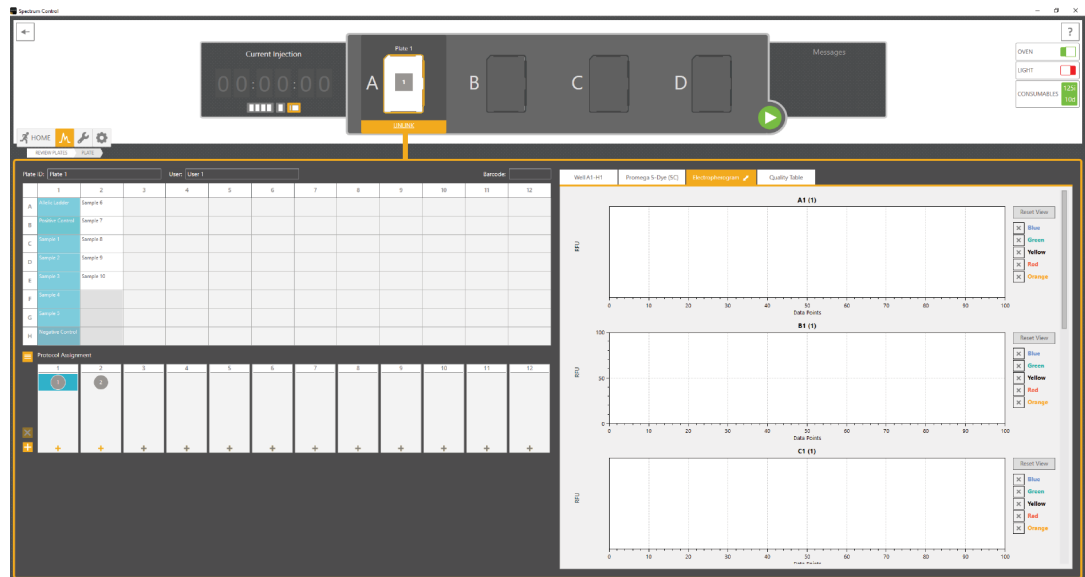 Spectrum Control
?
Current Injection
00:00:00
Plate 1
A
1
UNLINK
B
C
D
Messages
OVEN
LIGHT
CONSUMABLES
125i
10d
HOME
REVIEW PLATES
PLATE
Plate ID: Plate 1
User: User 1
Barcode:
1 2 3 4 5 6 7 8 9 10 11 12
A Allelic Ladder Sample 6
B Positive Control Sample 7
C Sample 1 Sample 8
D Sample 2 Sample 9
E Sample 3 Sample 10
F Sample 4
G Sample 5
H Negative Control
Protocol Assignment
1 2 3 4 5 6 7 8 9 10 11 12
1 2
Well A1-H1
Promega 5-Dye (5C)
Electropherogram
Quality Table
A1 (1)
RFU
0 10 20 30 40 50 60 70 80 90 100
Data Points
Reset View
Blue
Green
Yellow
Red
Orange
B1 (1)
100
50
0
RFU
0 10 20 30 40 50 60 70 80 90 100
Data Points
Reset View
Blue
Green
Yellow
Red
Orange
C1 (1)
RFU
0 10 20 30 40 50 60 70 80 90 100
Data Points
Reset View
Blue
Green
Yellow
Red
Orange